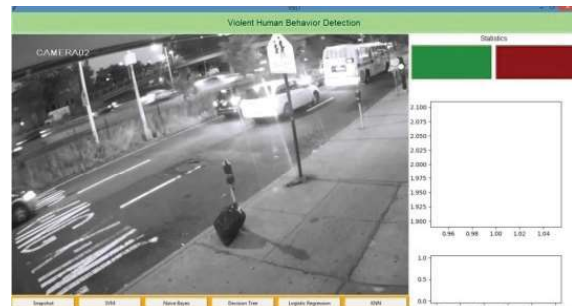 Violent Human Behavior Detection
Statistics
CAMERA02
2.100
2.075
2.050
2.025
2.000
1.975
1.950
1.925
1.900
0.96 0.98 1.00 1.02 1.04
1.0
0.5
0.0
Snapshot SVM Naive Bayes Decision Tree Logistic Regression KNN